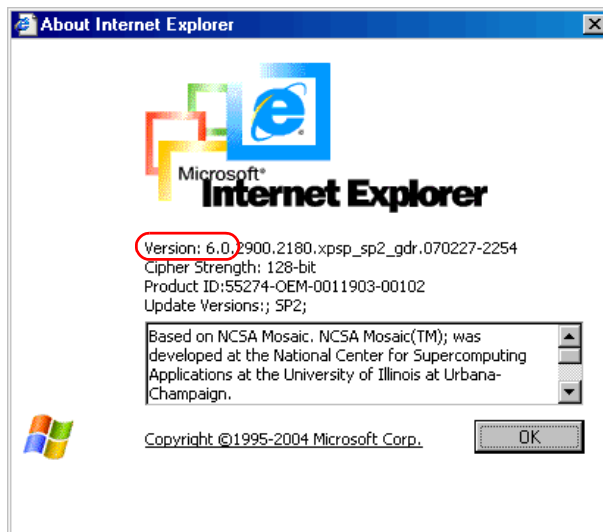 About Internet Explorer
Microsoft®
Internet Explorer
Version: 6.0.2900.2180.xpsp_sp2_gdr.070227-2254
Cipher Strength: 128-bit
Product ID:55274-OEM-0011903-00102
Update Versions:; SP2;
Based on NCSA Mosaic. NCSA Mosaic(TM); was
developed at the National Center for Supercomputing
Applications at the University of Illinois at Urbana-
Champaign.
Copyright ©1995-2004 Microsoft Corp.
OK